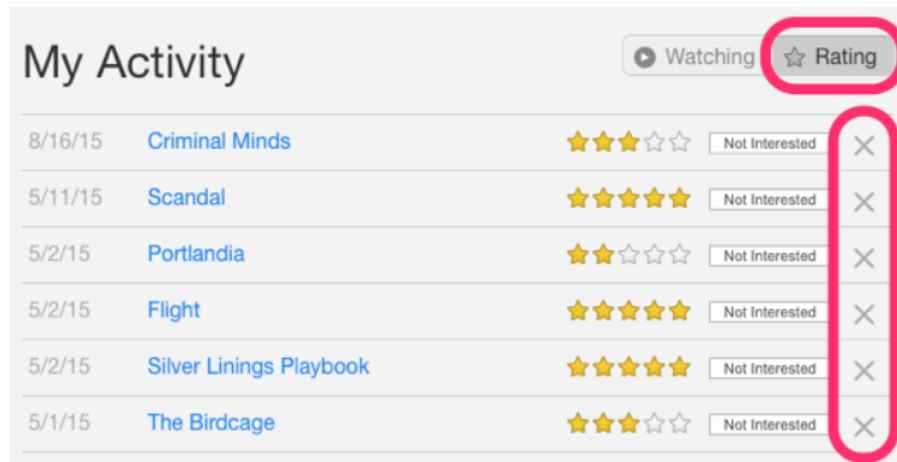 My Activity Watching Rating
8/16/15 Criminal Minds Not Interested
5/11/15 Scandal Not Interested
5/2/15 Portlandia Not Interested
5/2/15 Flight Not Interested
5/2/15 Silver Linings Playbook Not Interested
5/1/15 The Birdcage Not Interested